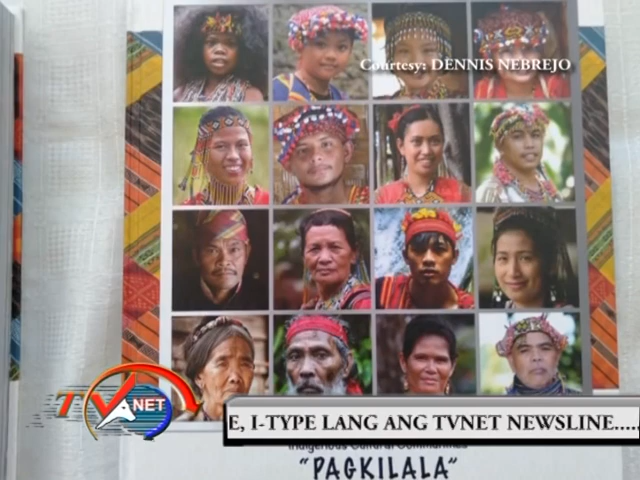 Courtesy: DENNIS NEBREJO
TV NET
E, I-TYPE LANG ANG TVNET NEWSLINE.....
Indigenous Cultural Communities
"PAGKILALA"